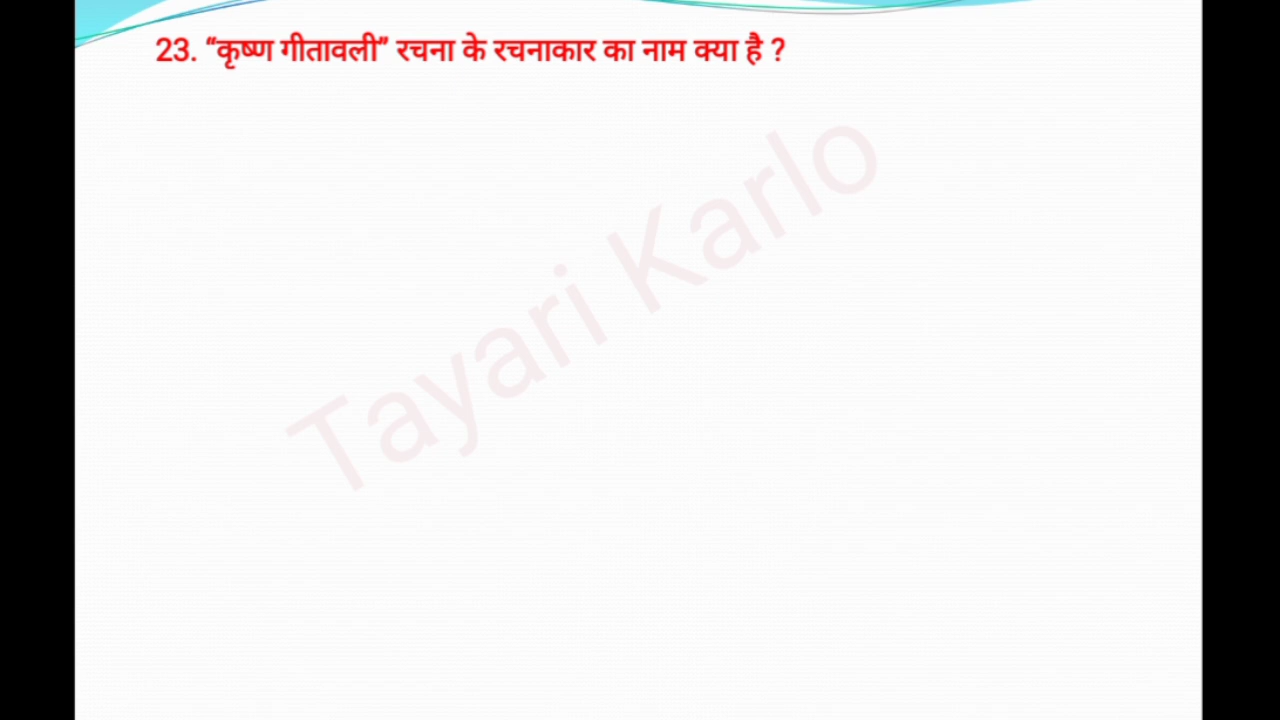 23. “कृष्ण गीतावली” रचना के रचनाकार का नाम क्या है ?
Tayari Karlo